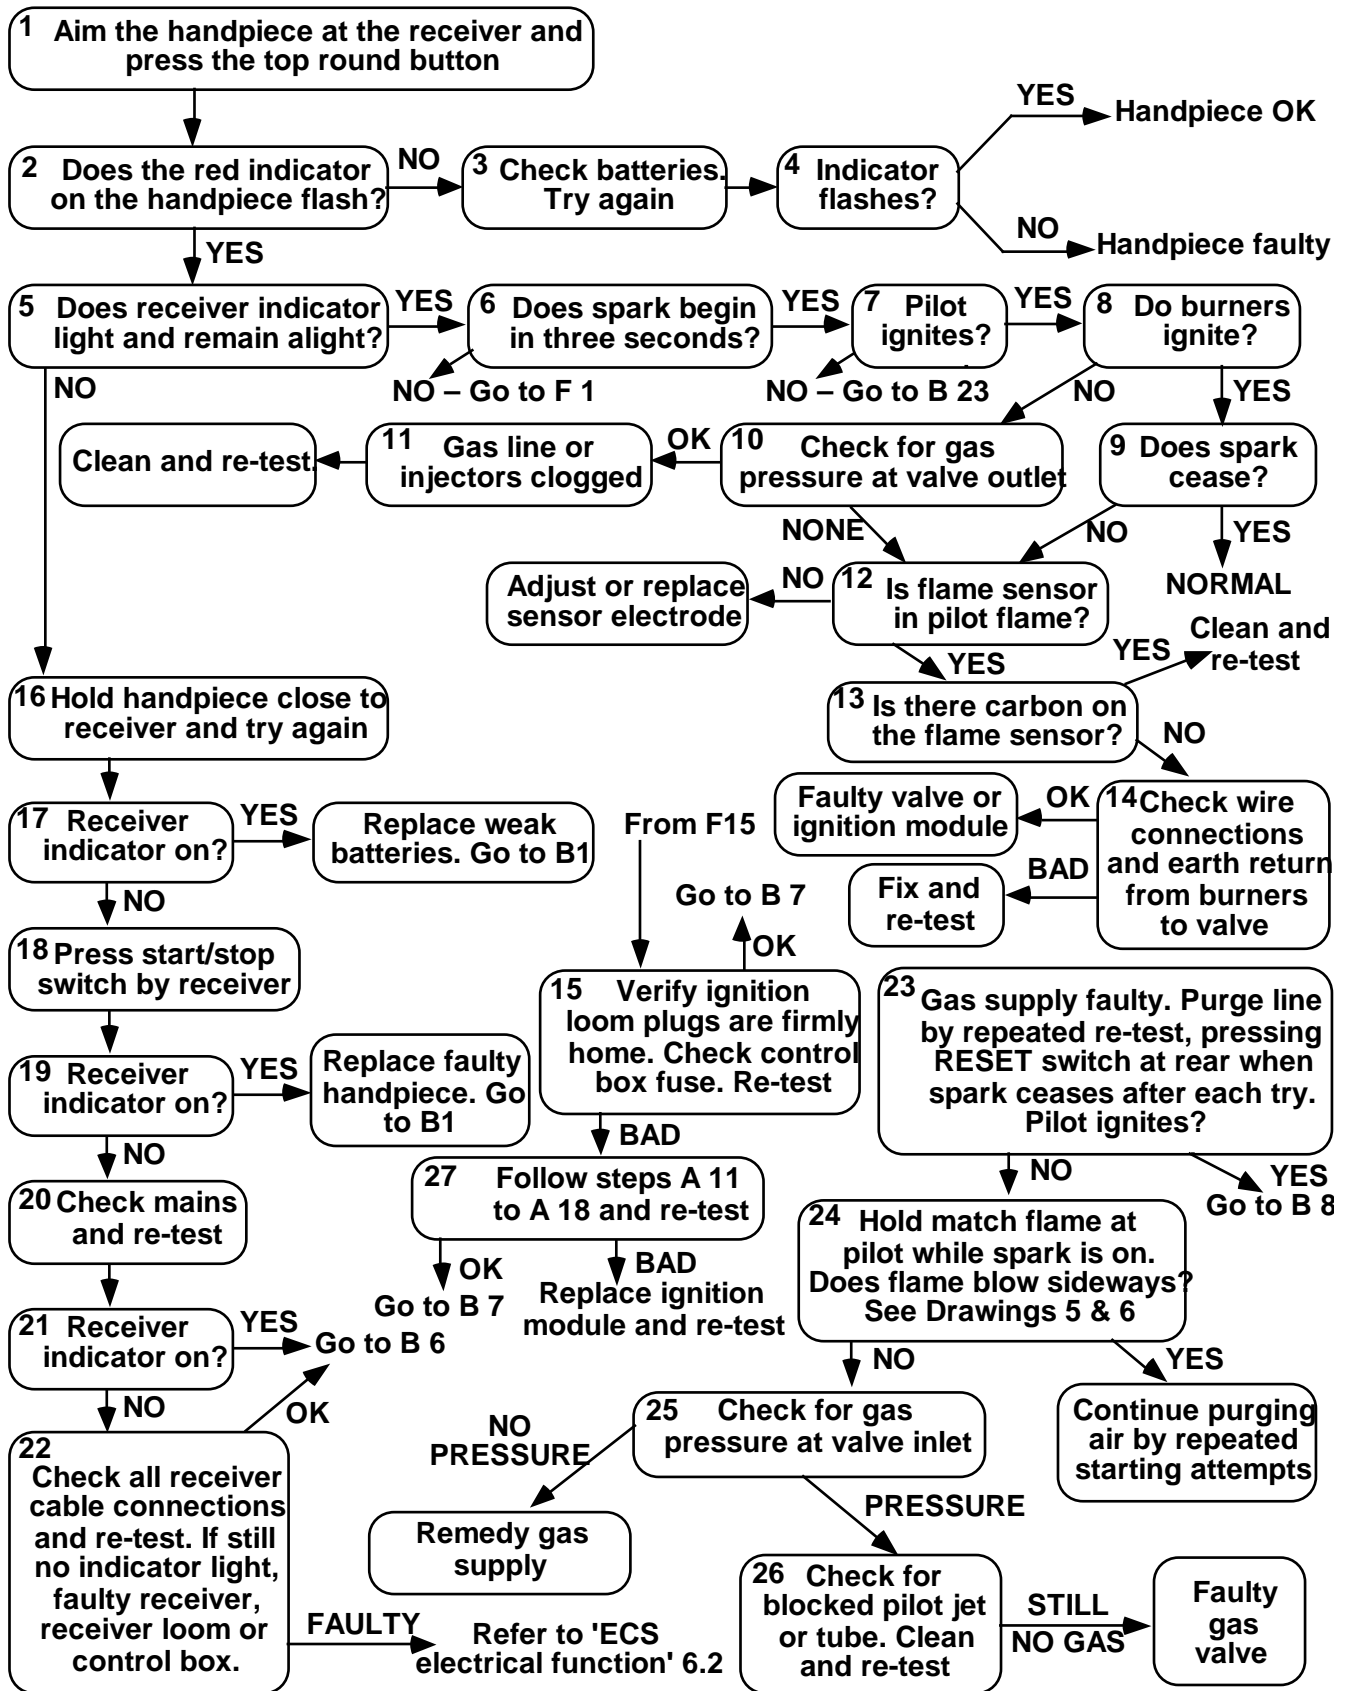 1 Aim the handpiece at the receiver and
press the top round button
YES
Handpiece OK
2 Does the red indicator
on the handpiece flash?
NO
3 Check batteries.
Try again
4 Indicator
flashes?
NO
Handpiece faulty
YES
5 Does receiver indicator
light and remain alight?
YES
6 Does spark begin
in three seconds?
YES
7 Pilot
ignites?
YES
8 Do burners
ignite?
NO
NO – Go to F 1
NO – Go to B 23
NO
YES
Clean and re-test.
11 Gas line or
injectors clogged
OK
10 Check for gas
pressure at valve outlet
9 Does spark
cease?
NONE
NO
YES
NORMAL
Adjust or replace
sensor electrode
NO
12 Is flame sensor
in pilot flame?
YES
YES
Clean and
re-test
13 Is there carbon on
the flame sensor?
NO
16 Hold handpiece close to
receiver and try again
17 Receiver
indicator on?
YES
Replace weak
batteries. Go to B1
From F15
Faulty valve or
ignition module
OK
14 Check wire
connections
and earth return
from burners
to valve
BAD
Fix and
re-test
NO
18 Press start/stop
switch by receiver
Go to B 7
OK
15 Verify ignition
loom plugs are firmly
home. Check control
box fuse. Re-test
23 Gas supply faulty. Purge line
by repeated re-test, pressing
RESET switch at rear when
spark ceases after each try.
Pilot ignites?
19 Receiver
indicator on?
YES
Replace faulty
handpiece. Go
to B1
NO
BAD
NO
YES
Go to B 8
20 Check mains
and re-test
27 Follow steps A 11
to A 18 and re-test
24 Hold match flame at
pilot while spark is on.
Does flame blow sideways?
See Drawings 5 & 6
OK
Go to B 7
BAD
Replace ignition
module and re-test
21 Receiver
indicator on?
YES
Go to B 6
NO
OK
NO
YES
25 Check for gas
pressure at valve inlet
Continue purging
air by repeated
starting attempts
NO
PRESSURE
PRESSURE
22
Check all receiver
cable connections
and re-test. If still
no indicator light,
faulty receiver,
receiver loom or
control box.
Remedy gas
supply
26 Check for
blocked pilot jet
or tube. Clean
and re-test
STILL
NO GAS
Faulty
gas
valve
FAULTY
Refer to 'ECS
electrical function' 6.2